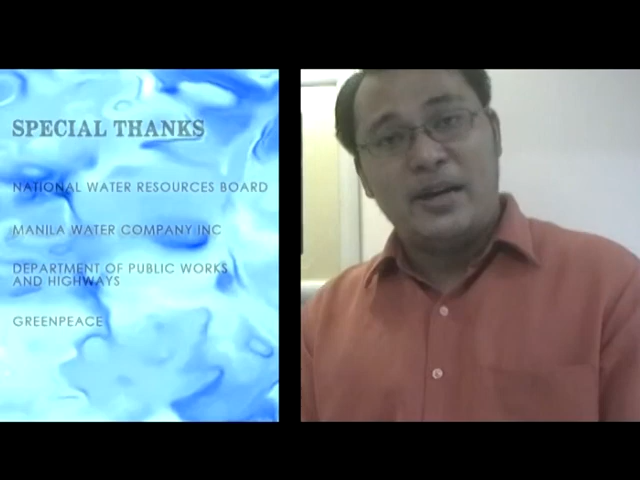 SPECIAL THANKS
NATIONAL WATER RESOURCES BOARD
MANILA WATER COMPANY INC
DEPARTMENT OF PUBLIC WORKS
AND HIGHWAYS
GREENPEACE